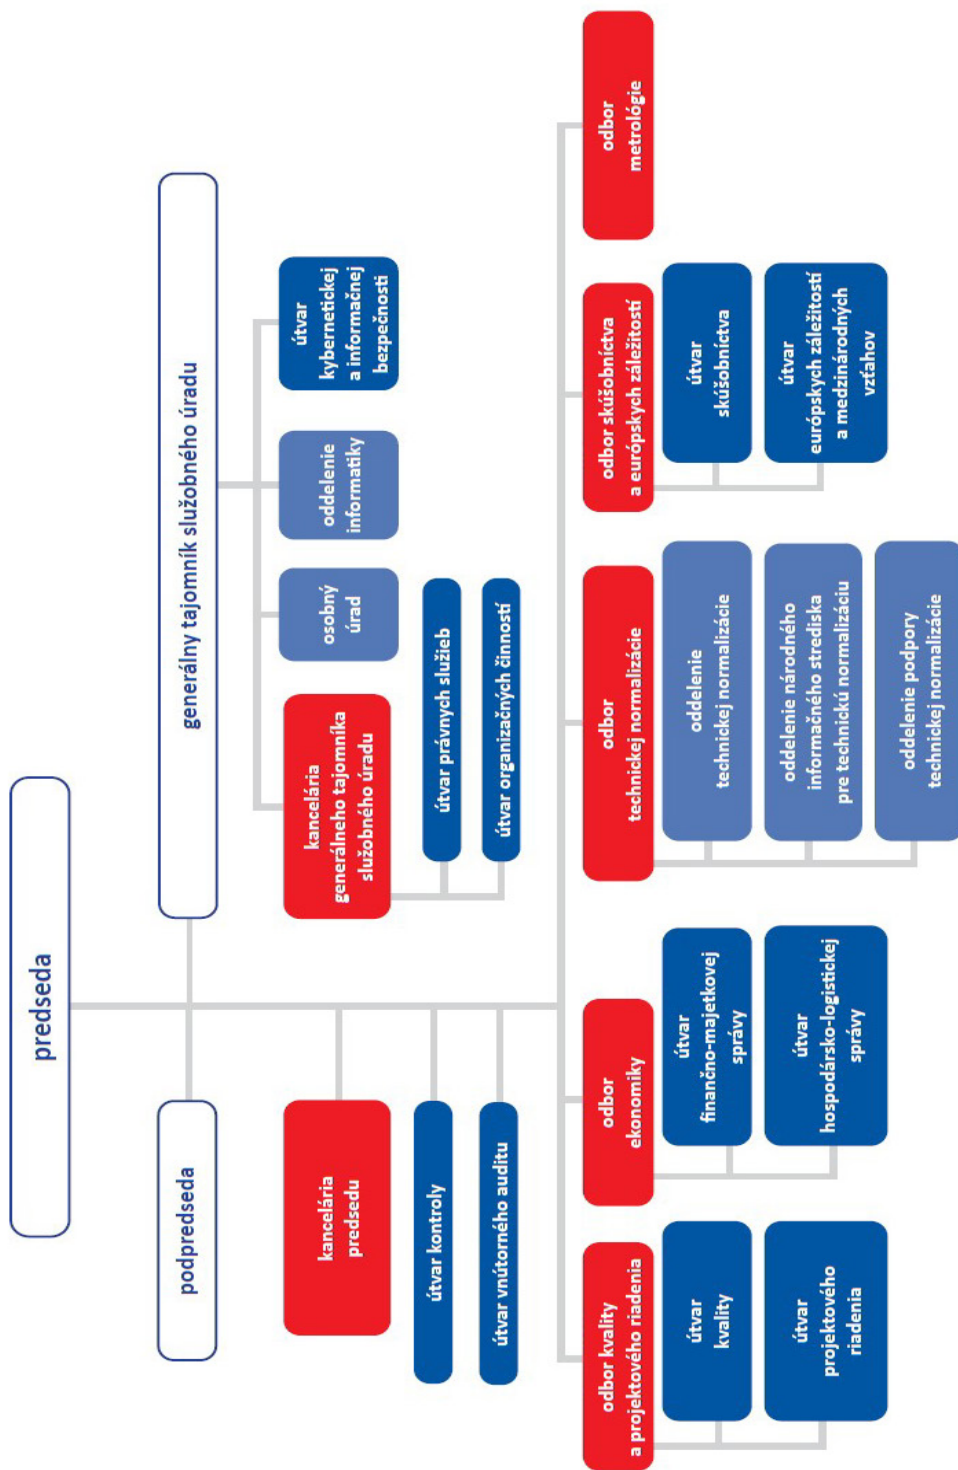 predseda
podpredseda
generálny tajomník služobného úradu
kancelária
predsedu
útvar kontroly
útvar vnútorného auditu
kancelária
generálneho tajomníka
služobného úradu
útvar právnych služieb
útvar organizačných činností
osobný
úrad
oddelenie
informatiky
útvar
kybernetickej
a informačnej
bezpečnosti
odbor kvality
a projektového riadenia
útvar
kvality
útvar
projektového
riadenia
odbor
ekonomiky
útvar
finančno-majetkovej
správy
útvar
hospodársko-logistickej
správy
odbor
technickej normalizácie
oddelenie
technickej normalizácie
oddelenie národného
informačného strediska
pre technickú normalizáciu
oddelenie podpory
technickej normalizácie
odbor skúšobníctva
a európskych záležitostí
útvar
skúšobníctva
útvar
európskych záležitostí
a medzinárodných
vzťahov
odbor
metrológie